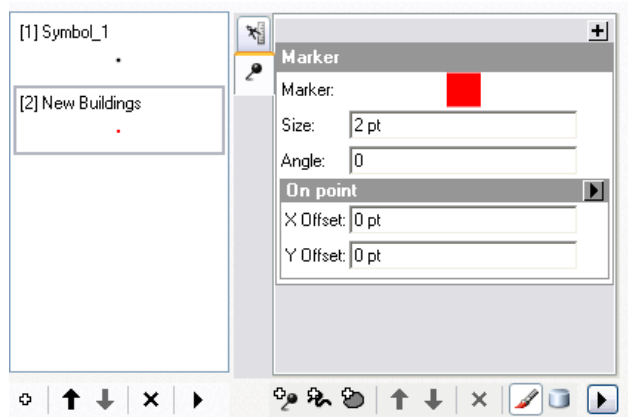 [1] Symbol_1
[2] New Buildings
Marker
Marker:
Size: 2 pt
Angle: 0
On point
X Offset: 0 pt
Y Offset: 0 pt